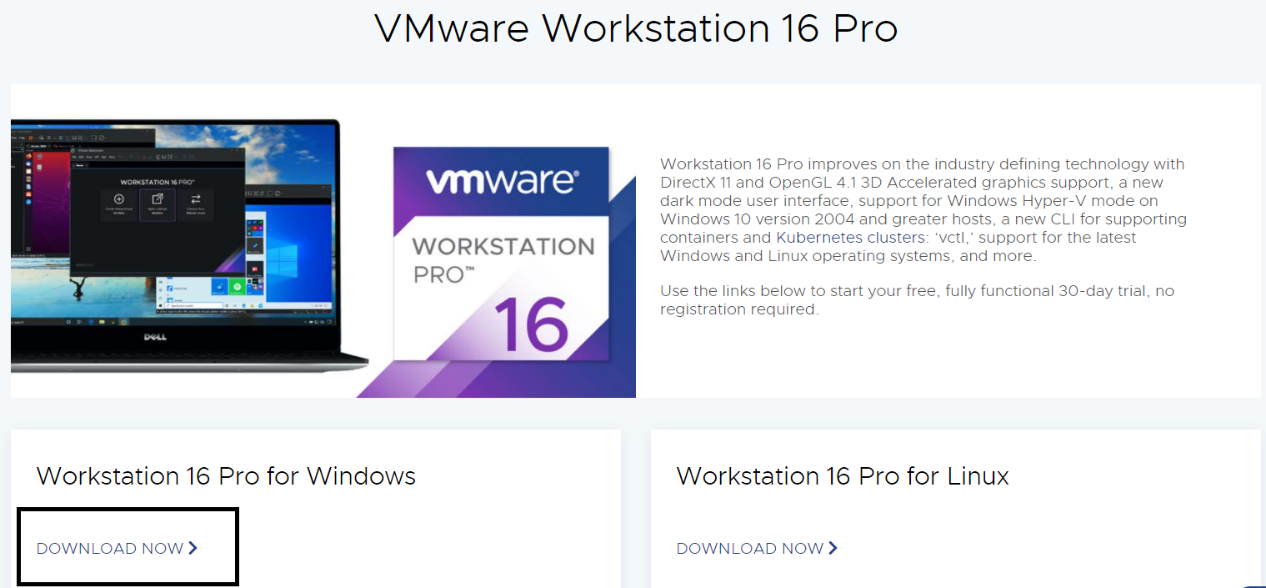 VMware Workstation 16 Pro
WORKSTATION 16 PRO™
DELL
vmware®
WORKSTATION
PRO™
16
Workstation 16 Pro improves on the industry defining technology with
DirectX 11 and OpenGL 4.1 3D Accelerated graphics support, a new
dark mode user interface, support for Windows Hyper-V mode on
Windows 10 version 2004 and greater hosts, a new CLI for supporting
containers and Kubernetes clusters: ‘vctl,’ support for the latest
Windows and Linux operating systems, and more.
Use the links below to start your free, fully functional 30-day trial, no
registration required.
Workstation 16 Pro for Windows
DOWNLOAD NOW
Workstation 16 Pro for Linux
DOWNLOAD NOW